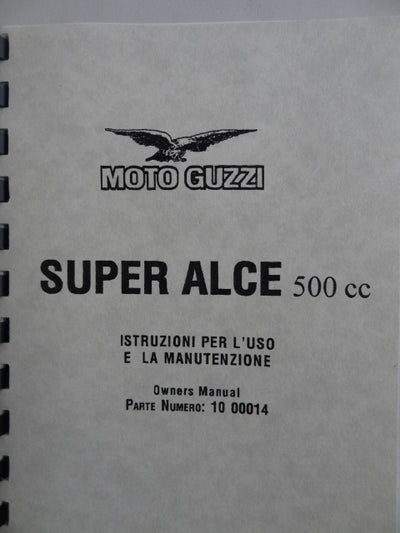 MOTO GUZZI
SUPER ALCE 500 cc
ISTRUZIONI PER L'USO
E LA MANUTENZIONE
Owners Manual
PARTE NUMERO: 10 00014